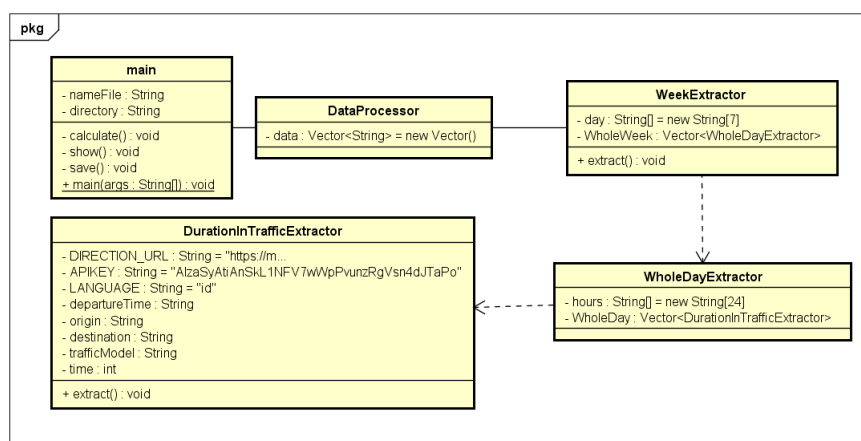 pkg
main
- nameFile : String
- directory : String
- calculate() : void
- show() : void
- save() : void
+ main(args : String[]) : void
DataProcessor
- data : Vector<String> = new Vector()
WeekExtractor
- day : String[] = new String[7]
- WholeWeek : Vector<WholeDayExtractor>
+ extract() : void
DurationInTrafficExtractor
- DIRECTION_URL : String = "https://m...
- APIKEY : String = "AIzaSyAtiAnSkL1NFV7wWpPvunzRgVsn4dJTaPo"
- LANGUAGE : String = "id"
- departureTime : String
- origin : String
- destination : String
- trafficModel : String
- time : int
+ extract() : void
WholeDayExtractor
- hours : String[] = new String[24]
- WholeDay : Vector<DurationInTrafficExtractor>